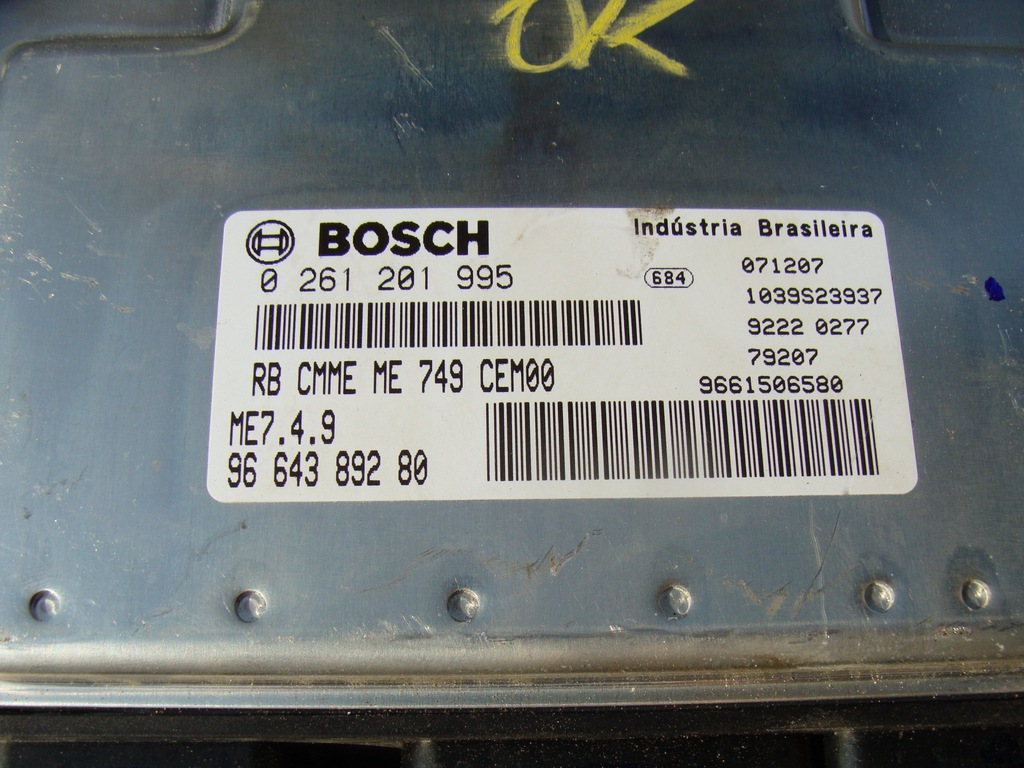 OK
BOSCH
0 261 201 995
RB CMME ME 749 CEM00
ME7.4.9
96 643 892 80
Indústria Brasileira
684
071207
1039S23937
9222 0277
79207
9661506580